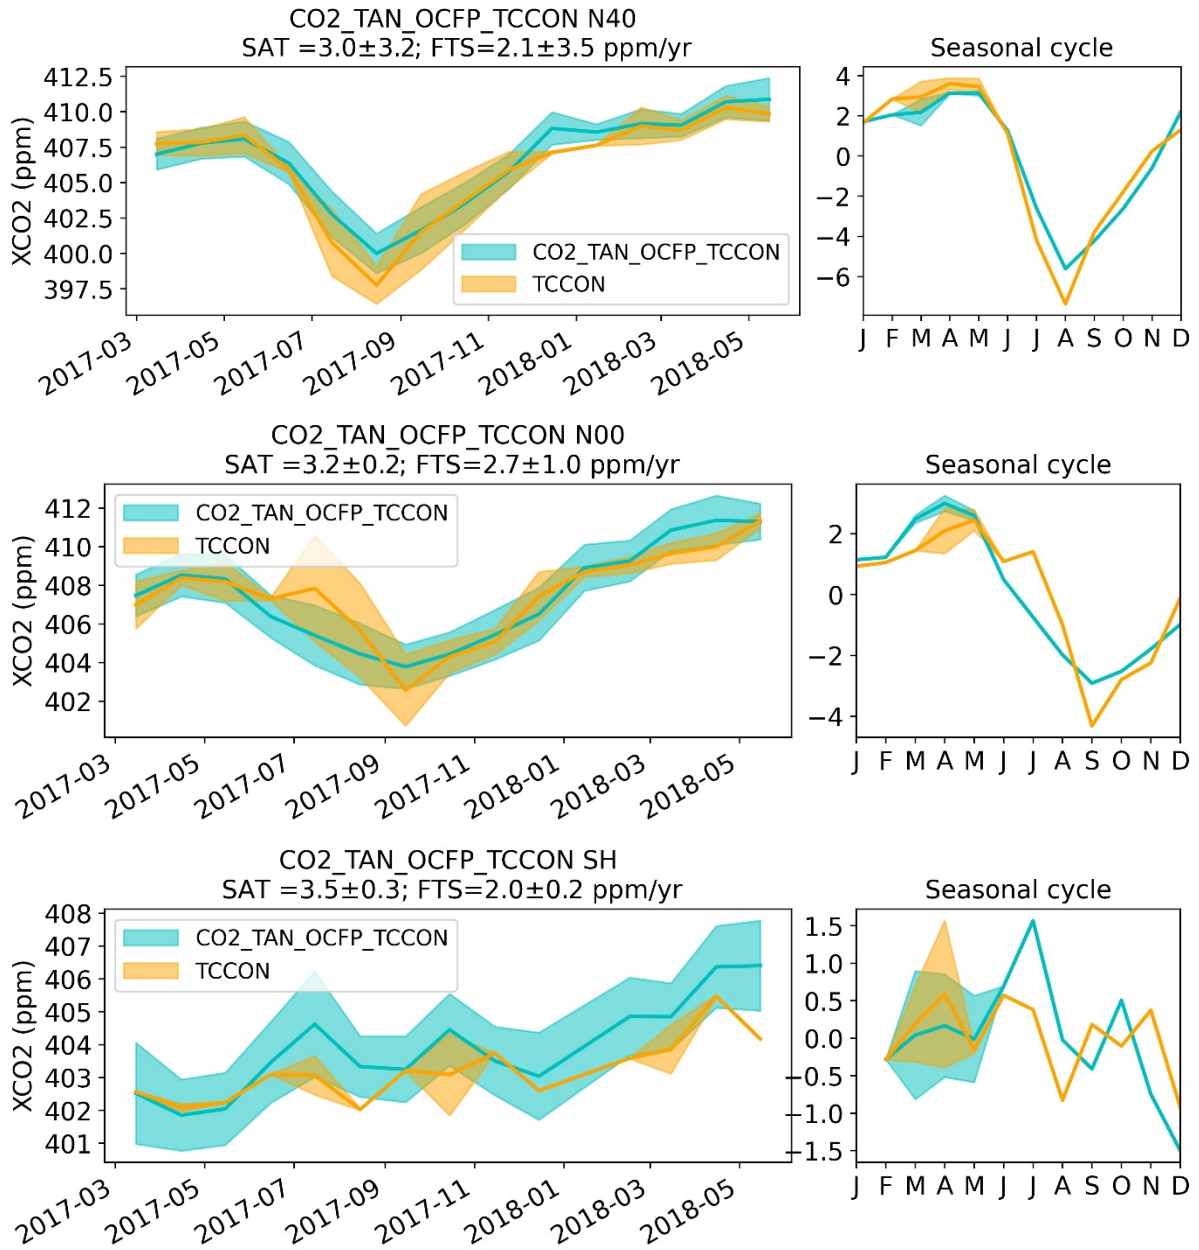 CO2_TAN_OCFP_TCCON N40
SAT =3.0±3.2; FTS=2.1±3.5 ppm/yr
XCO2 (ppm)
412.5
410.0
407.5
405.0
402.5
400.0
397.5
CO2_TAN_OCFP_TCCON
TCCON
2017-03
2017-05
2017-07
2017-09
2017-11
2018-01
2018-03
2018-05
Seasonal cycle
4
2
0
−2
−4
−6
J F M A M J J A S O N D
CO2_TAN_OCFP_TCCON N00
SAT =3.2±0.2; FTS=2.7±1.0 ppm/yr
XCO2 (ppm)
412
410
408
406
404
402
CO2_TAN_OCFP_TCCON
TCCON
2017-03
2017-05
2017-07
2017-09
2017-11
2018-01
2018-03
2018-05
Seasonal cycle
2
0
−2
−4
J F M A M J J A S O N D
CO2_TAN_OCFP_TCCON SH
SAT =3.5±0.3; FTS=2.0±0.2 ppm/yr
XCO2 (ppm)
408
407
406
405
404
403
402
401
CO2_TAN_OCFP_TCCON
TCCON
2017-03
2017-05
2017-07
2017-09
2017-11
2018-01
2018-03
2018-05
Seasonal cycle
1.5
1.0
0.5
0.0
−0.5
−1.0
−1.5
J F M A M J J A S O N D